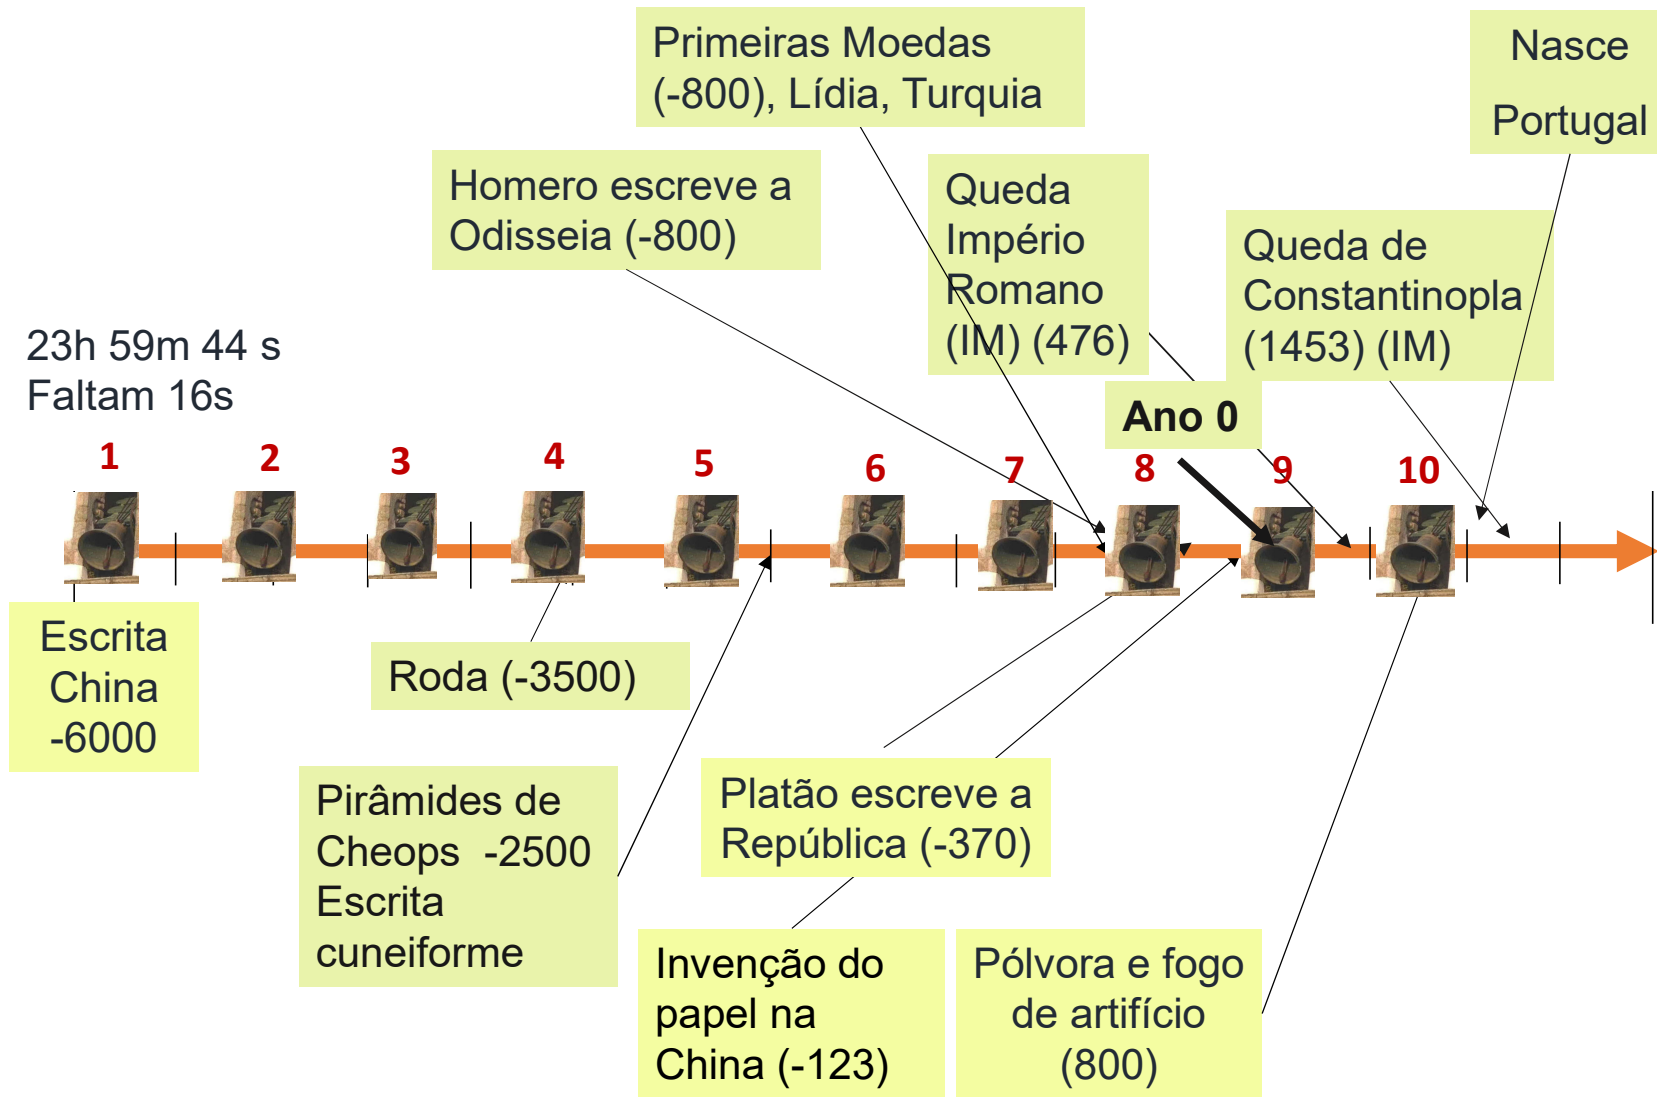 Primeiras Moedas
(-800), Lídia, Turquia
Nasce
Portugal
Homero escreve a
Odisseia (-800)
Queda
Império
Romano
(IM) (476)
Queda de
Constantinopla
(1453) (IM)
23h 59m 44 s
Faltam 16s
Ano 0
1 2 3 4 5 6 7 8 9 10
Escrita
China
-6000
Roda (-3500)
Pirâmides de
Cheops -2500
Escrita
cuneiforme
Platão escreve a
República (-370)
Invenção do
papel na
China (-123)
Pólvora e fogo
de artifício
(800)